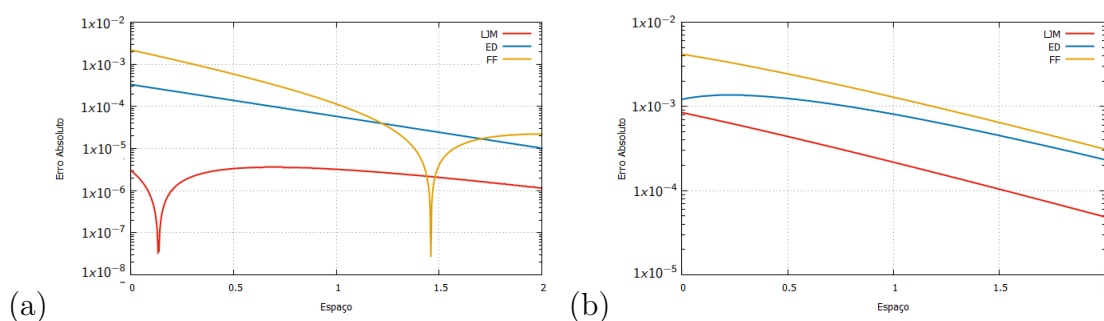 1x10⁻²
1x10⁻³
1x10⁻⁴
1x10⁻⁵
1x10⁻⁶
1x10⁻⁷
1x10⁻⁸
Erro Absoluto
LJM
ED
FF
0 0.5 1 1.5 2
Espaço
(a)
1x10⁻²
1x10⁻³
1x10⁻⁴
1x10⁻⁵
Erro Absoluto
LJM
ED
FF
0 0.5 1 1.5 2
Espaço
(b)